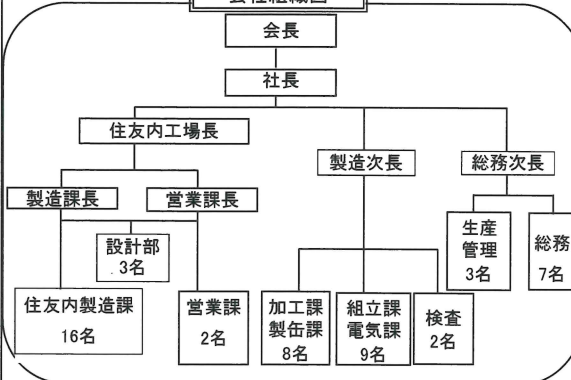 会社組織図
会長
社長
住友内工場長
製造次長
総務次長
製造課長
営業課長
設計部
3名
生産
管理
3名
総務
7名
住友内製造課
16名
営業課
2名
加工課
製缶課
8名
組立課
電気課
9名
検査
2名